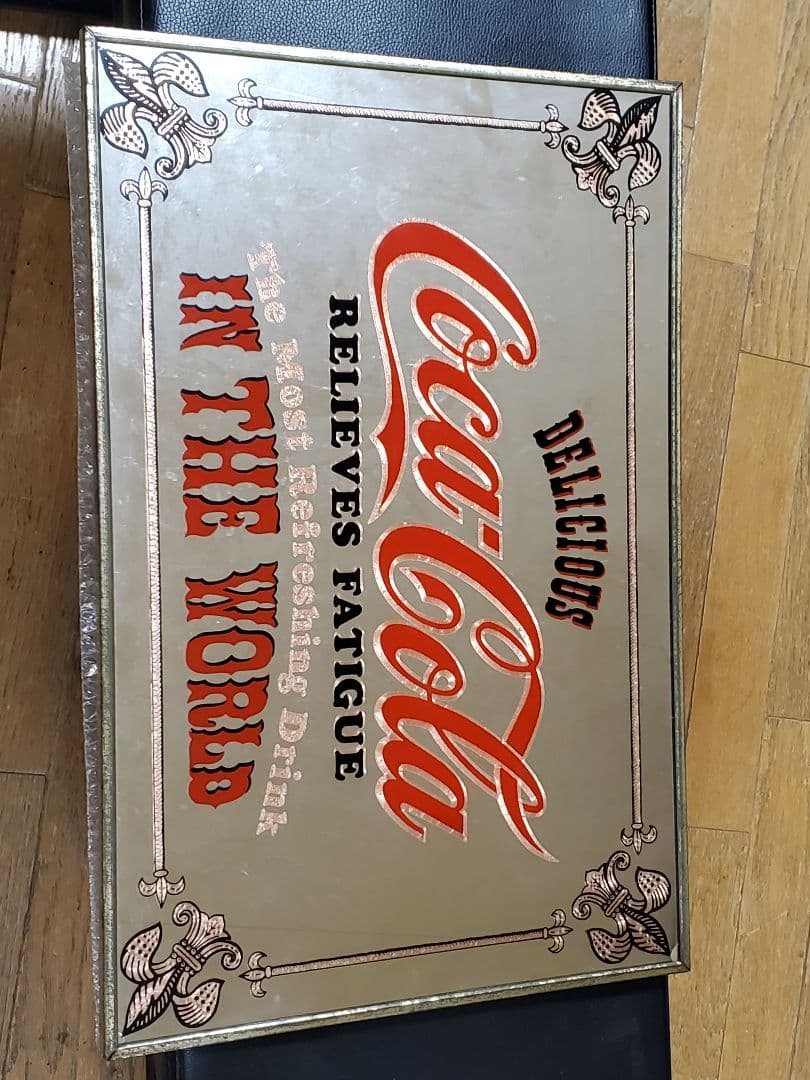 DELICIOUS
Coca-Cola
RELIEVES FATIGUE
The Most Refreshing Drink
IN THE WORLD